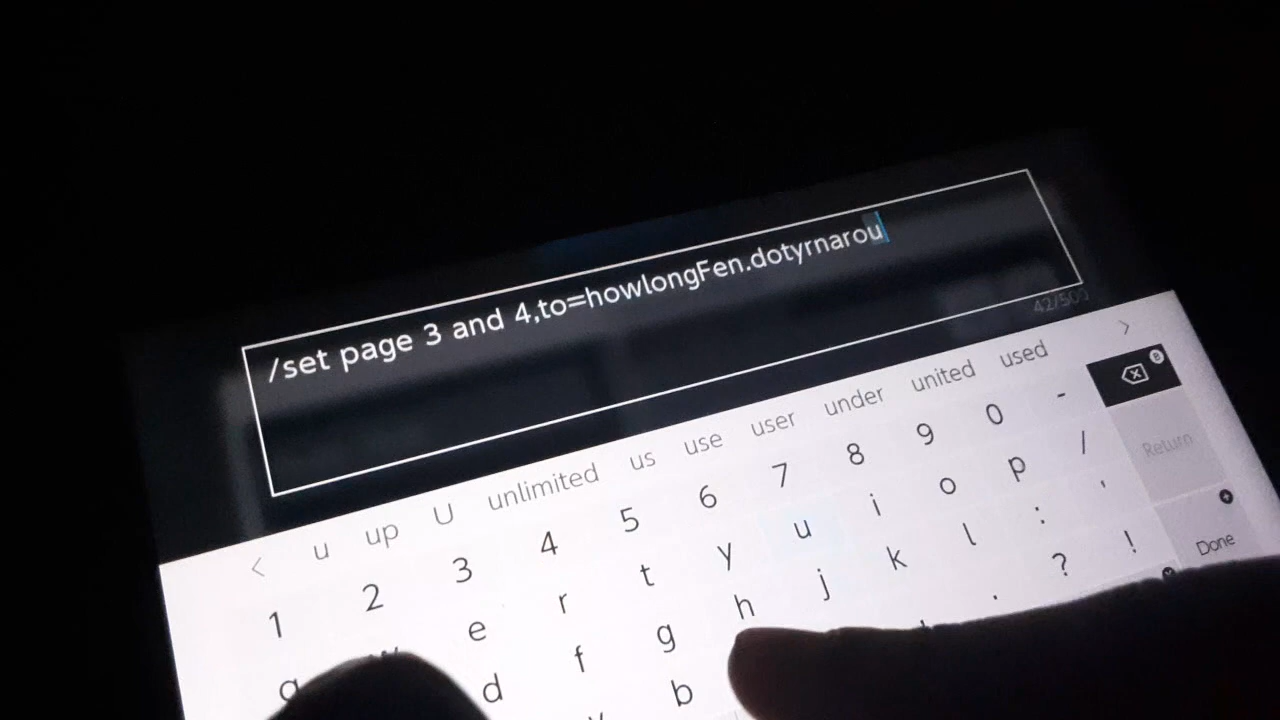 /set page 3 and 4,to=howlongFen.dotyrnarou
42/500
< u up U unlimited us use user under united used >
1 2 3 4 5 6 7 8 9 0 -
q e r t y u i o p /
d f g h j k l : '
b . ? !
Return
Done